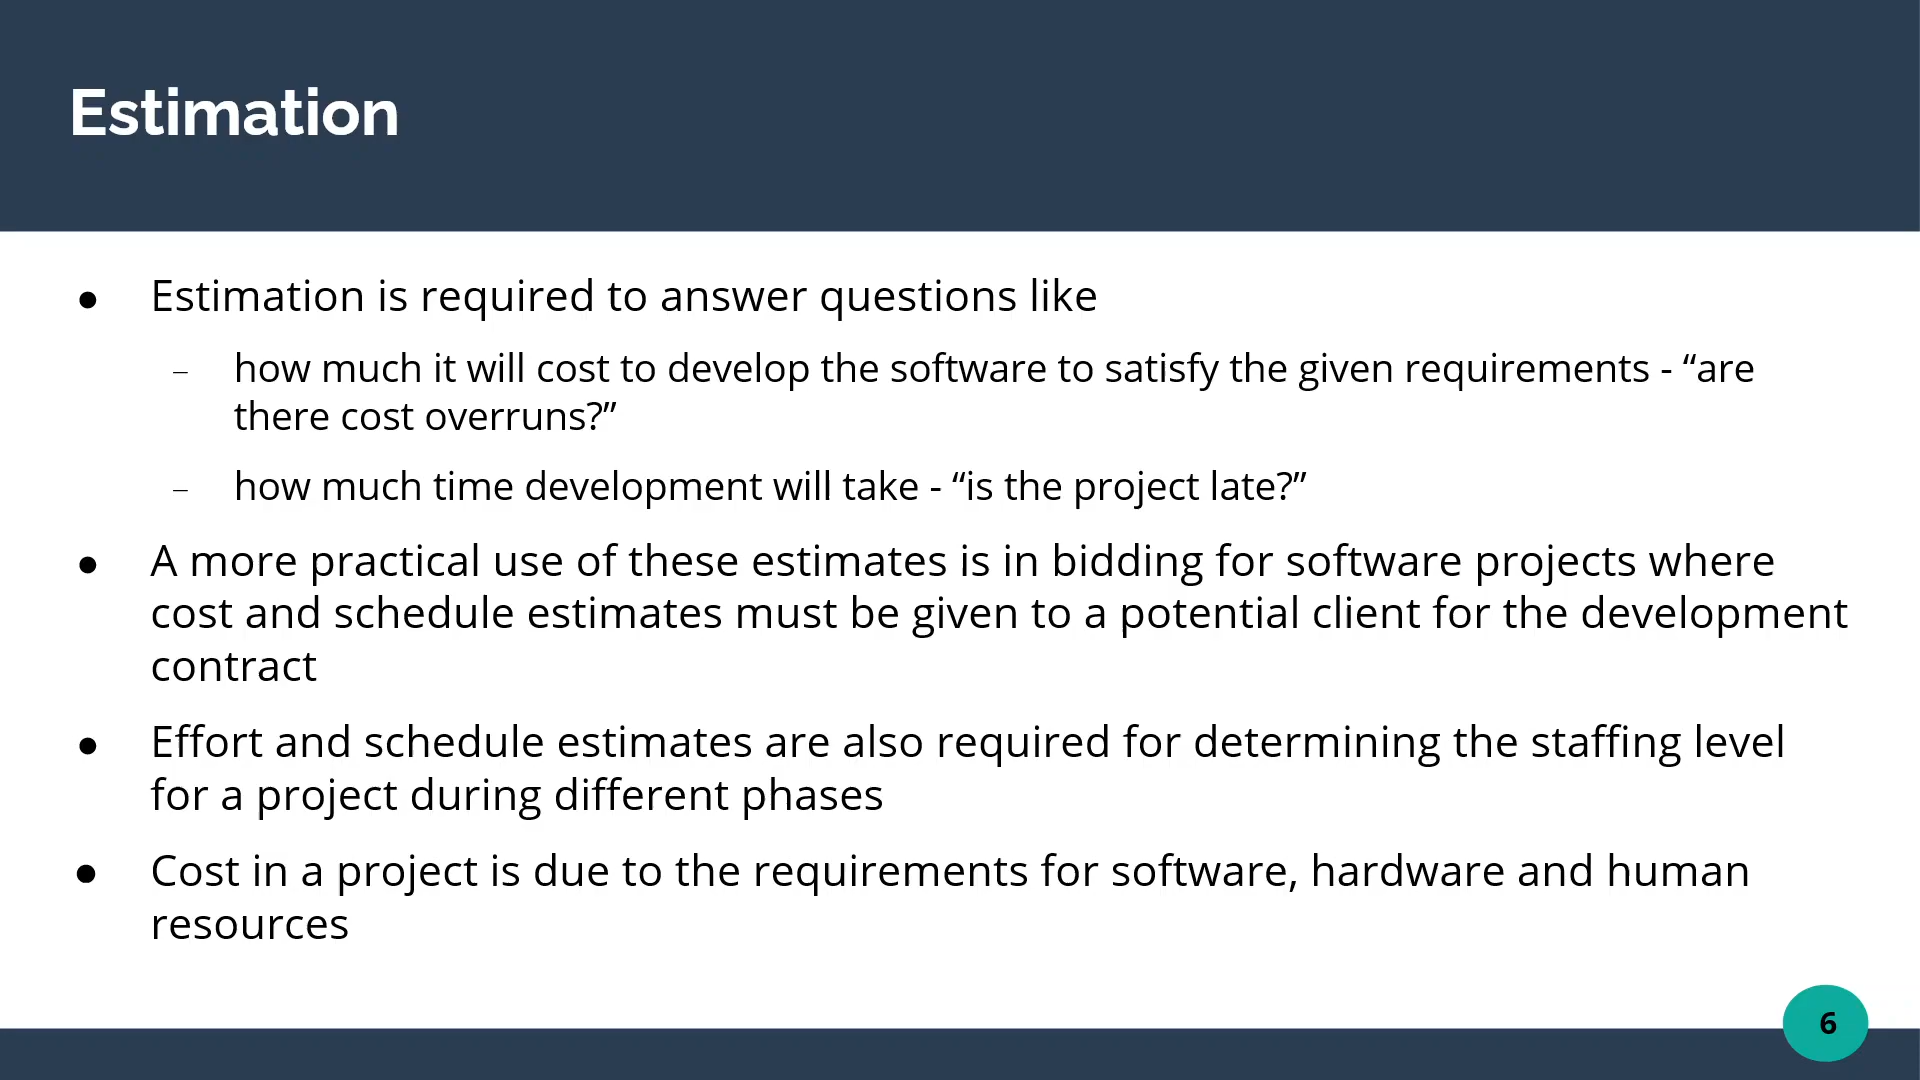 Estimation
● Estimation is required to answer questions like
– how much it will cost to develop the software to satisfy the given requirements - “are
there cost overruns?”
– how much time development will take - “is the project late?”
● A more practical use of these estimates is in bidding for software projects where
cost and schedule estimates must be given to a potential client for the development
contract
● Effort and schedule estimates are also required for determining the staffing level
for a project during different phases
● Cost in a project is due to the requirements for software, hardware and human
resources
6